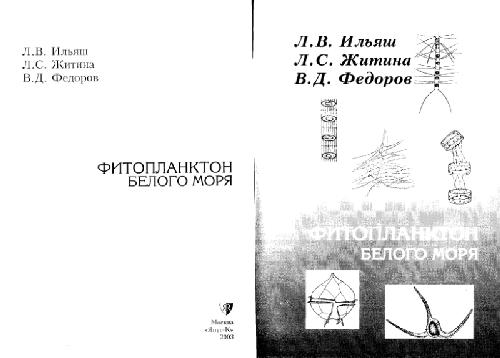 Л.В. Ильяш
Л.С. Житина
В.Д. Федоров
ФИТОПЛАНКТОН
БЕЛОГО МОРЯ
Москва
«Янус-К»
2003
Л. В. Ильяш
Л. С. Житина
В. Д. Федоров
ФИТОПЛАНКТОН
БЕЛОГО МОРЯ